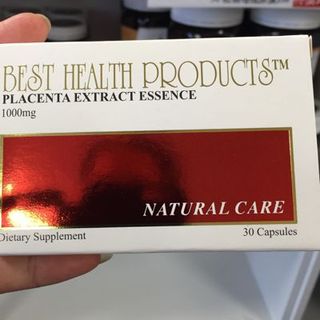 BEST HEALTH PRODUCTS™
PLACENTA EXTRACT ESSENCE
1000mg
NATURAL CARE
Dietary Supplement
30 Capsules